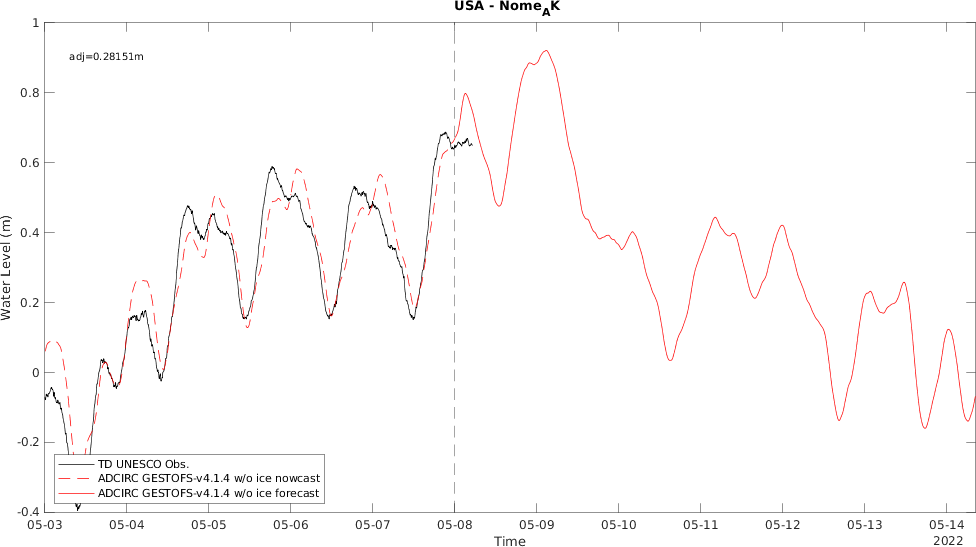 USA - Nome_AK
adj=0.28151m
1
0.8
0.6
0.4
0.2
0
-0.2
-0.4
Water Level (m)
TD UNESCO Obs.
ADCIRC GESTOFS-v4.1.4 w/o ice nowcast
ADCIRC GESTOFS-v4.1.4 w/o ice forecast
05-03 05-04 05-05 05-06 05-07 05-08 05-09 05-10 05-11 05-12 05-13 05-14
Time
2022